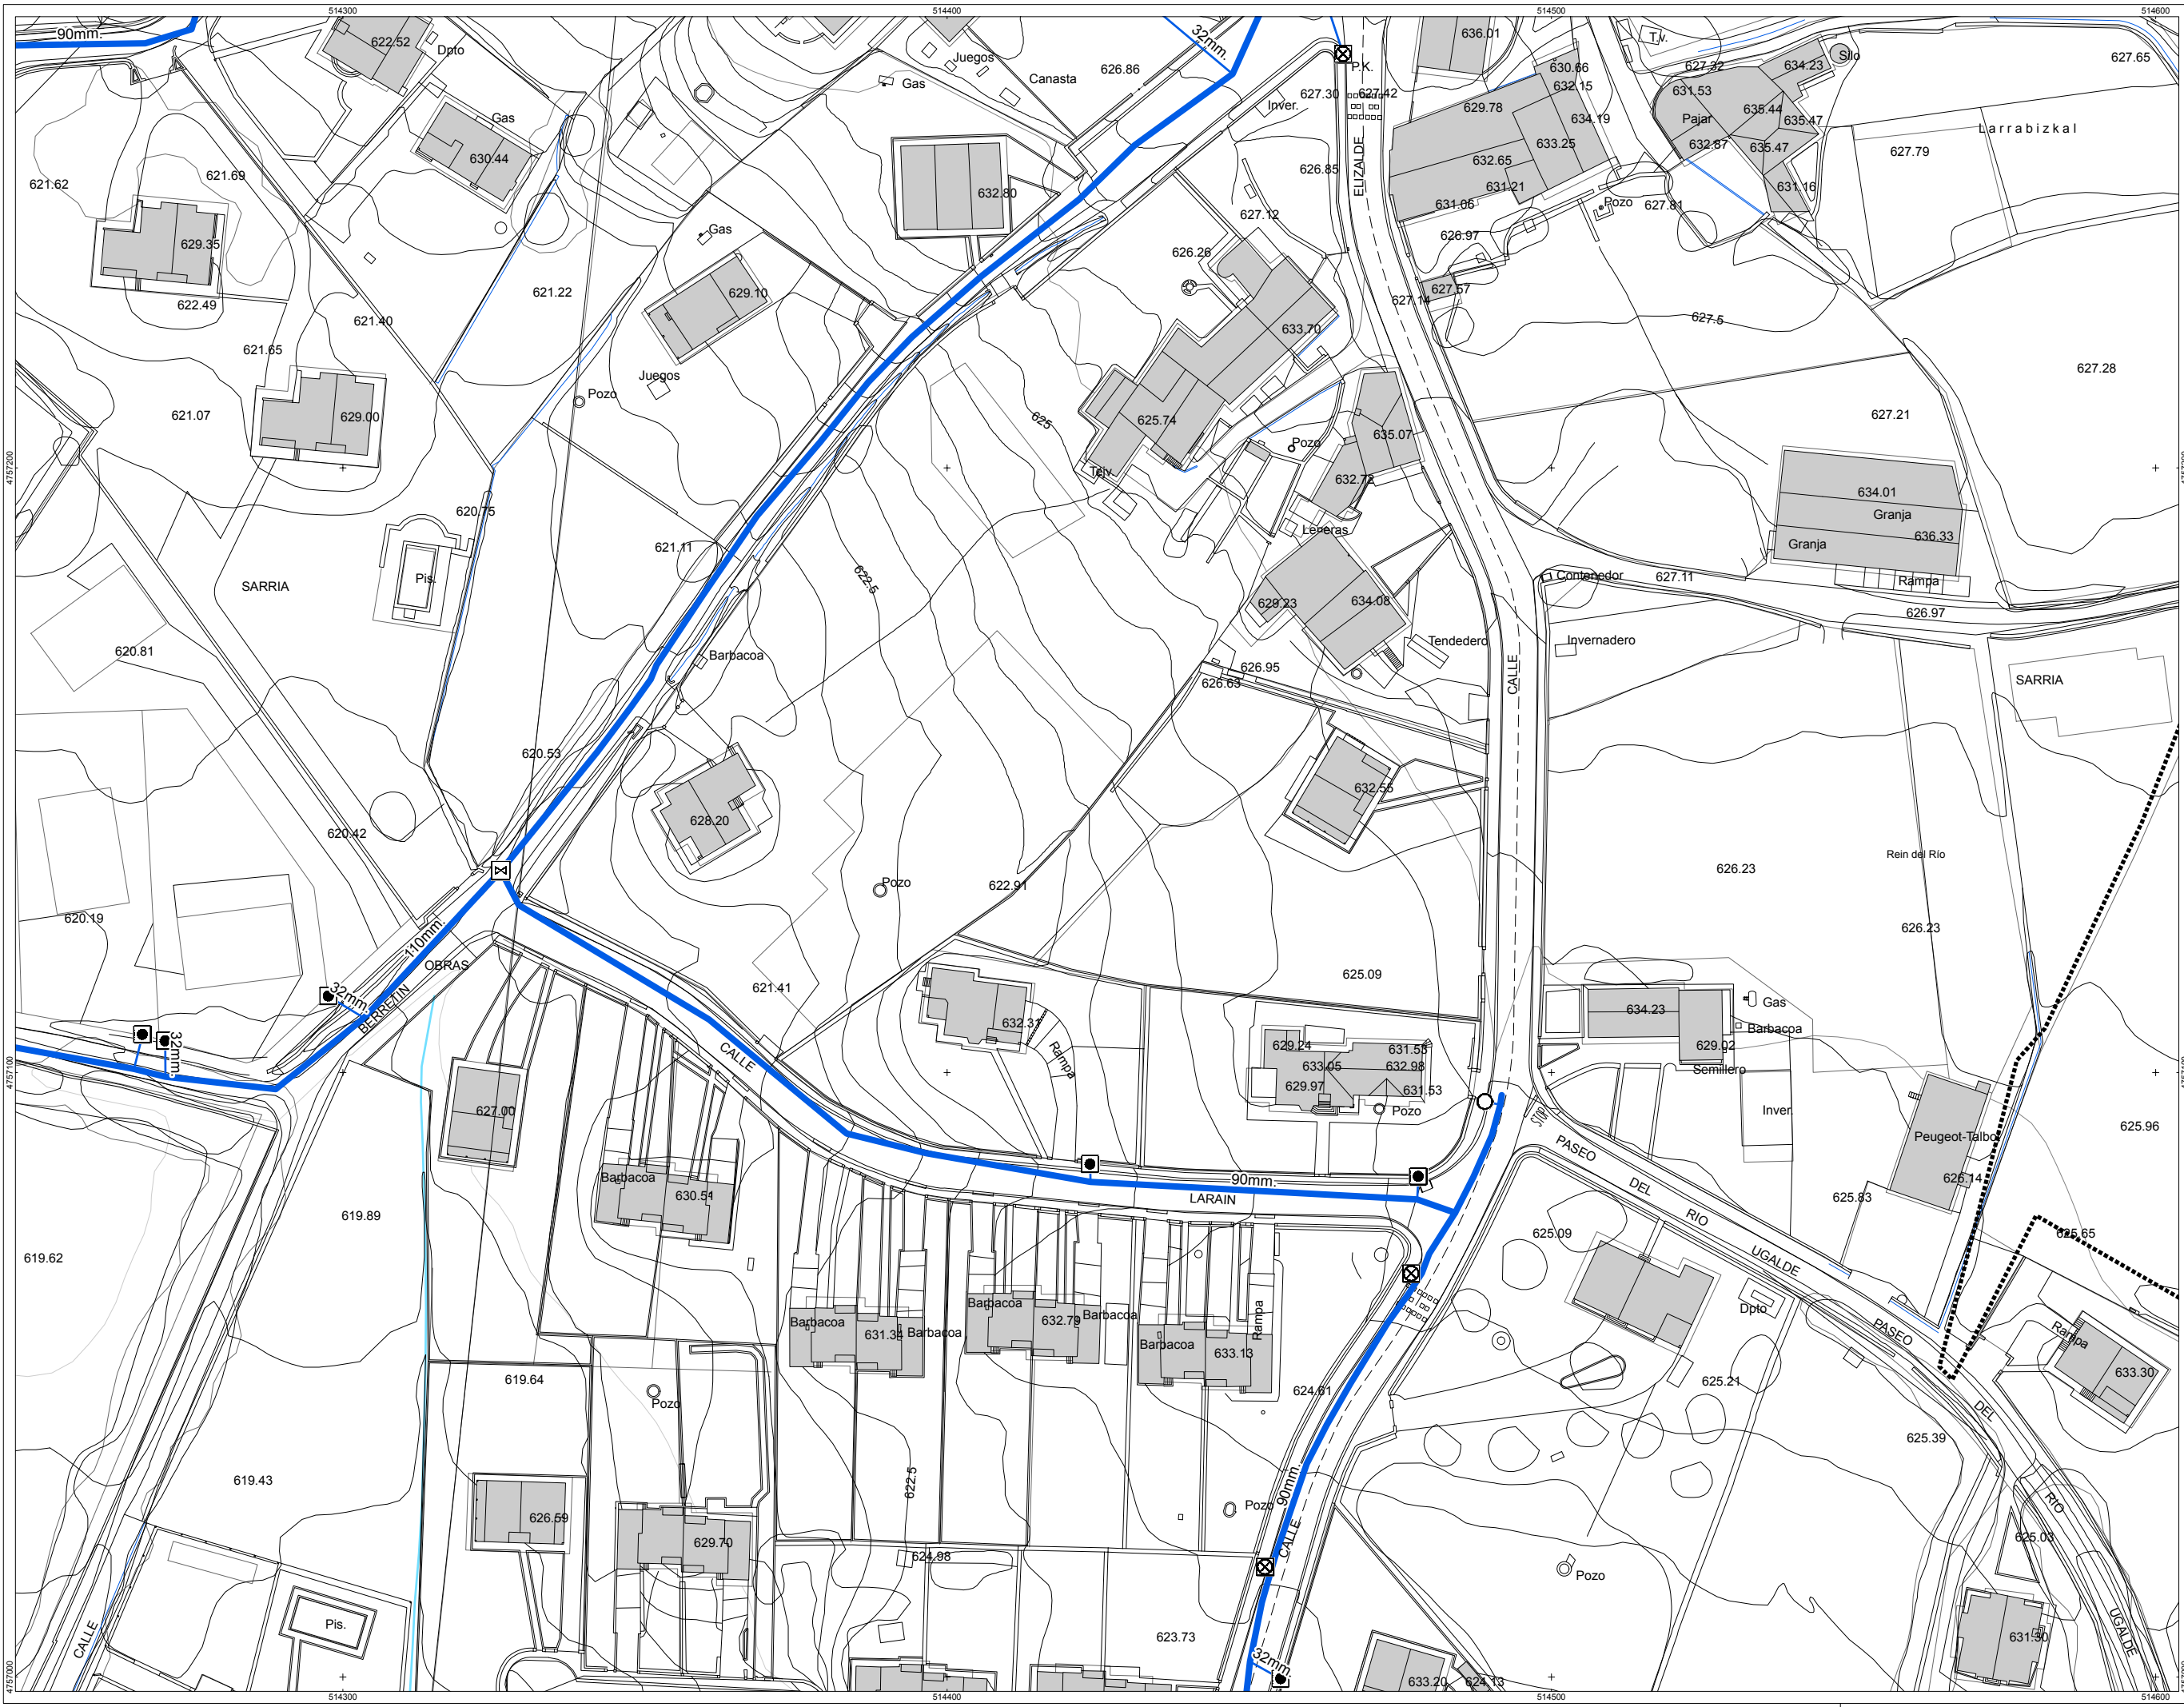 514300
514400
514500
514600
90mm.
622.52
Dpto
Gas
630.44
Juegos
Gas
Canasta
626.86
32mm.
P.K.
627.30
627.42
Inver.
636.01
630.66
632.15
629.78
634.19
633.25
632.65
631.21
631.06
T.v.
627.32
634.23
Silo
627.65
631.53
635.44
635.47
Pajar
632.87
635.47
631.16
627.79
Larrabizkal
621.62
621.69
629.35
622.49
621.65
621.40
621.22
Gas
629.10
632.80
626.85
ELIZALDE
627.12
626.26
626.97
627.57
627.14
Pozo
627.81
627.5
627.28
633.70
621.07
629.00
Juegos
Pozo
625
625.74
Tejv.
Pozo
635.07
632.72
Leneras
627.21
634.01
Granja
Granja
636.33
Rampa
4757200
4757200
620.75
621.11
622.5
SARRIA
Pis.
620.81
Barbacoa
629.23
634.08
Tendedero
Contenedor
627.11
626.97
Invernadero
CALLE
626.95
626.63
SARRIA
620.53
628.20
632.55
620.42
Pozo
622.91
626.23
Rein del Río
626.23
620.19
110mm.
OBRAS
32mm.
BERRETIN
32mm.
621.41
625.09
632.31
Rampa
CALLE
629.24
631.53
633.05
632.98
629.97
631.53
Pozo
634.23
Gas
Barbacoa
629.02
Semillero
Inver.
4757100
4757100
627.00
STOP
PASEO
DEL
RIO
UGALDE
Peugeot-Talbo
625.96
626.14
625.83
625.65
Barbacoa
630.51
90mm.
LARAIN
619.89
619.62
625.09
Dpto
PASEO
DEL
RIO
UGALDE
Rampa
633.30
Barbacoa
631.34
Barbacoa
Barbacoa
632.79
Barbacoa
Barbacoa
633.13
Rampa
619.64
Pozo
624.61
625.21
625.39
619.43
622.5
90mm.
CALLE
Pozo
626.59
629.70
624.98
Pozo
625.03
Pis.
CALLE
623.73
32mm.
633.20
624.13
631.30
4757000
514300
514400
514500
514600